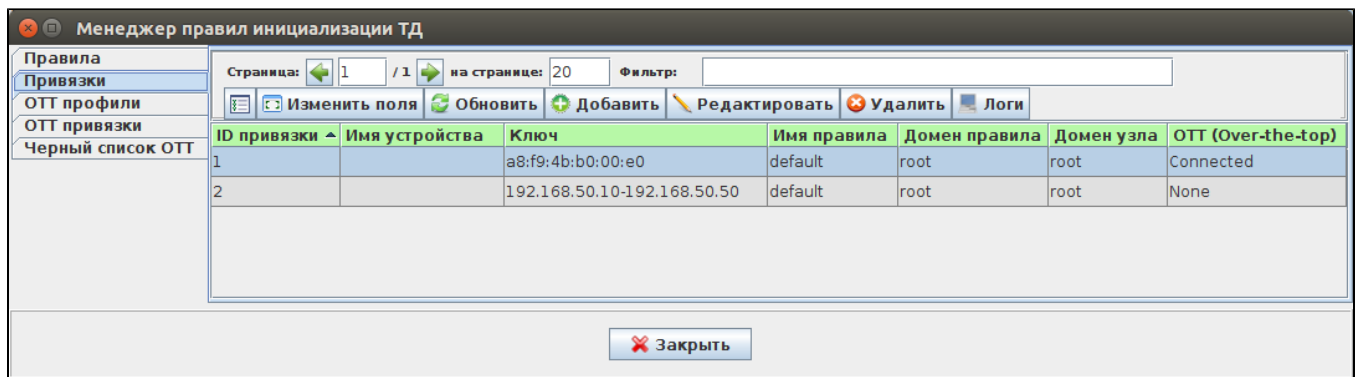 Менеджер правил инициализации ТД
Правила
Привязки
ОТТ профили
ОТТ привязки
Черный список ОТТ
Страница: 1 / 1 на странице: 20 Фильтр:
Изменить поля Обновить Добавить Редактировать Удалить Логи
ID привязки Имя устройства Ключ Имя правила Домен правила Домен узла ОТТ (Over-the-top)
1 a8:f9:4b:b0:00:e0 default root root Connected
2 192.168.50.10-192.168.50.50 default root root None
Закрыть